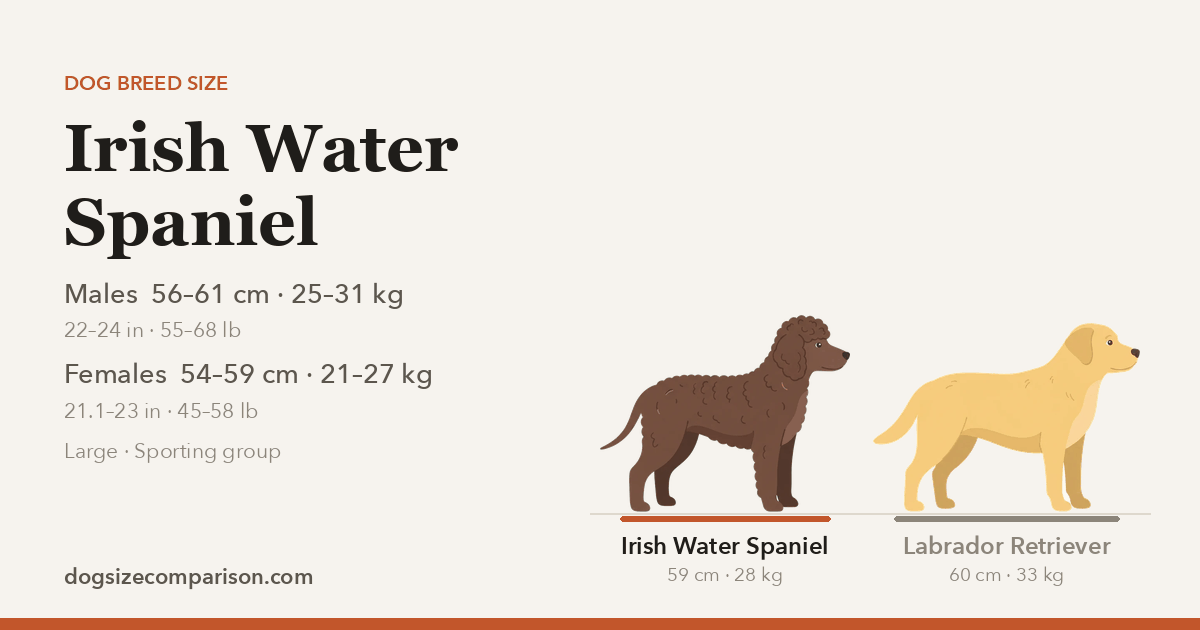 DOG BREED SIZE
Irish Water
Spaniel
Males 56–61 cm · 25–31 kg
22–24 in · 55–68 lb
Females 54–59 cm · 21–27 kg
21.1–23 in · 45–58 lb
Large · Sporting group
Irish Water Spaniel
59 cm · 28 kg
Labrador Retriever
60 cm · 33 kg
dogsizecomparison.com